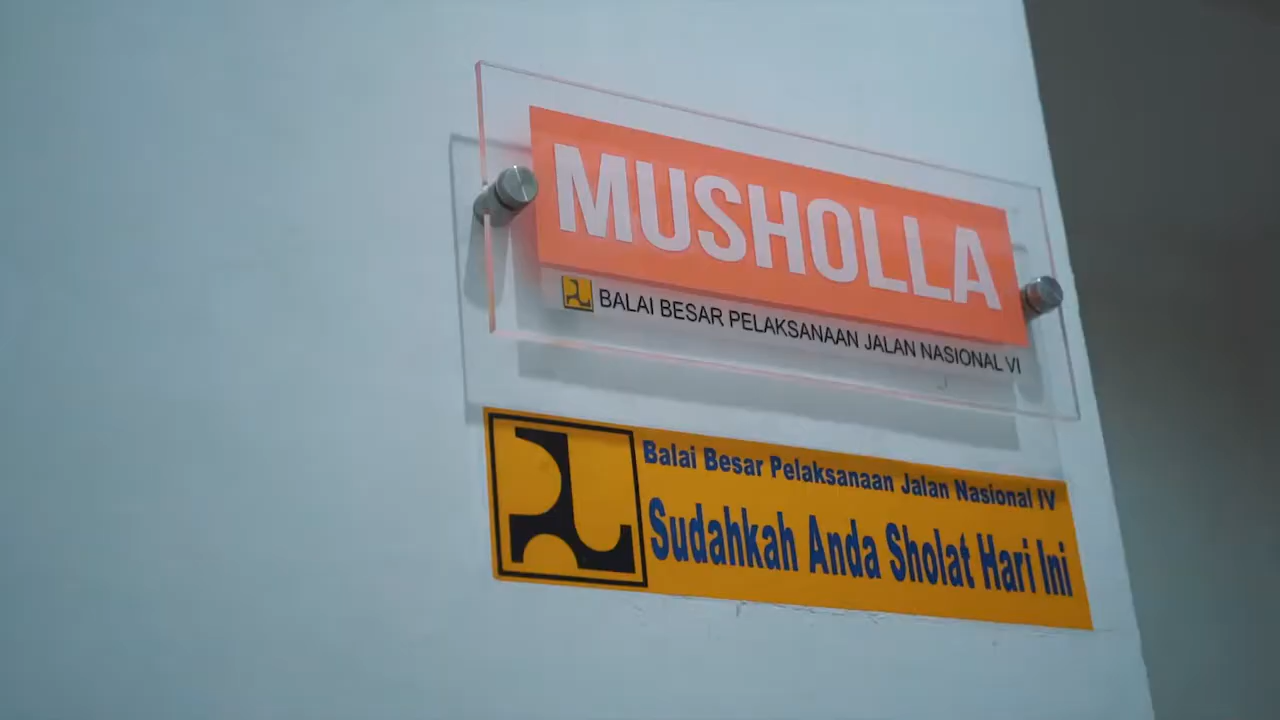 MUSHOLLA
BALAI BESAR PELAKSANAAN JALAN NASIONAL VI
Balai Besar Pelaksanaan Jalan Nasional IV
Sudahkah Anda Sholat Hari Ini